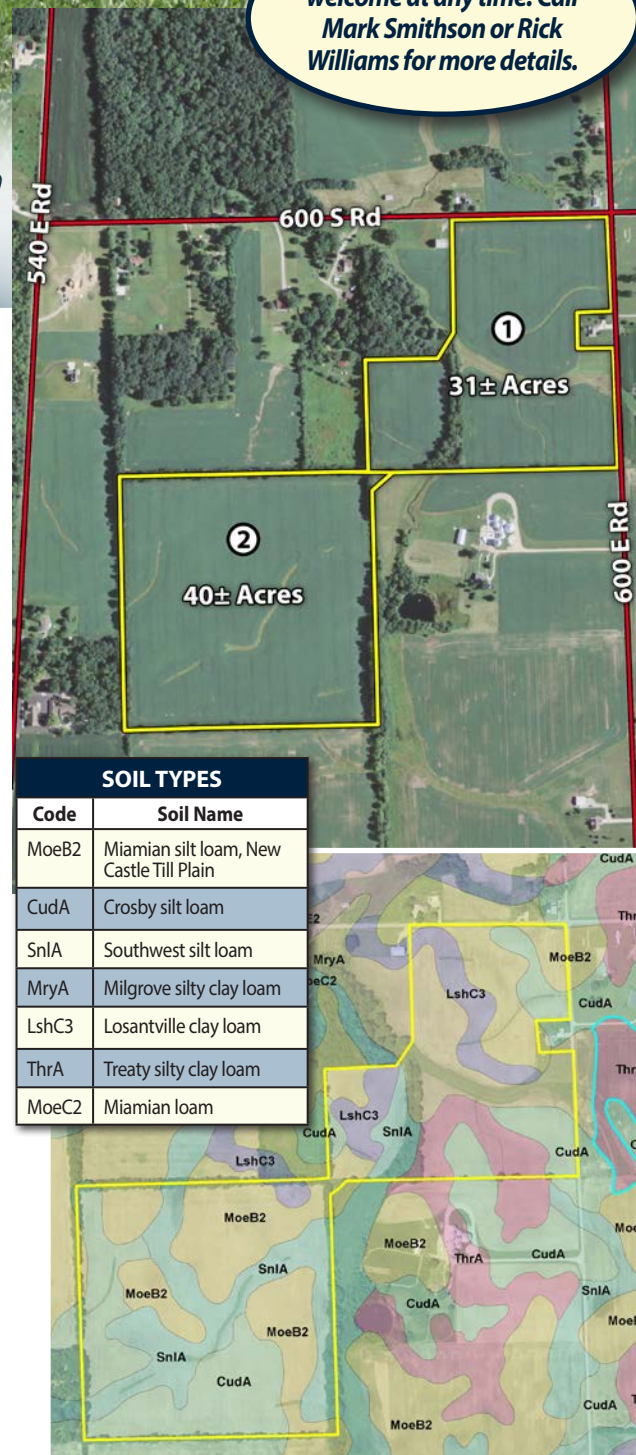 welcome at any time. Call
Mark Smithson or Rick
Williams for more details.
540 E Rd
600 S Rd
1
31± Acres
2
40± Acres
600 E Rd
SOIL TYPES
Code Soil Name
MoeB2 Miamian silt loam, New
Castle Till Plain
CudA Crosby silt loam
SnlA Southwest silt loam
MryA Milgrove silty clay loam
LshC3 Losantville clay loam
ThrA Treaty silty clay loam
MoeC2 Miamian loam
CudA
E2
MryA
MoeB2
LshC3
CudA
LshC3
CudA
SnlA
CudA
LshC3
MoeB2
MoeB2
SnlA
ThrA
CudA
SnlA
MoeB2
CudA
MoeB2
SnlA
CudA
CudA
MoeB2